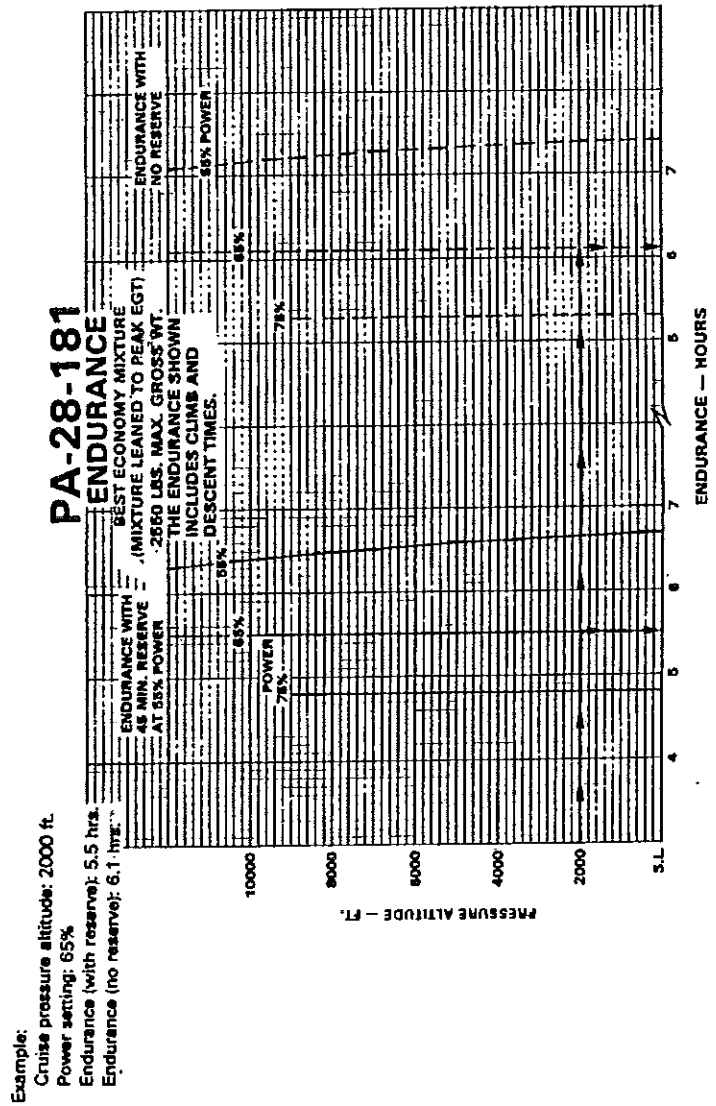 Example:
Cruise pressure altitude: 2000 ft.
Power setting: 65%
Endurance (with reserve): 5.5 hrs.
Endurance (no reserve): 6.1 hrs.
PA-28-181
ENDURANCE
BEST ECONOMY MIXTURE
(MIXTURE LEANED TO PEAK EGT)
2550 LBS. MAX. GROSS WT.
THE ENDURANCE SHOWN
INCLUDES CLIMB AND
DESCENT TIMES.
ENDURANCE WITH
45 MIN. RESERVE
AT 55% POWER
ENDURANCE WITH
NO RESERVE
POWER
75%
65%
55%
75%
65%
55% POWER
PRESSURE ALTITUDE — FT.
10000
8000
6000
4000
2000
S.L.
4
5
6
7
5
6
7
ENDURANCE — HOURS